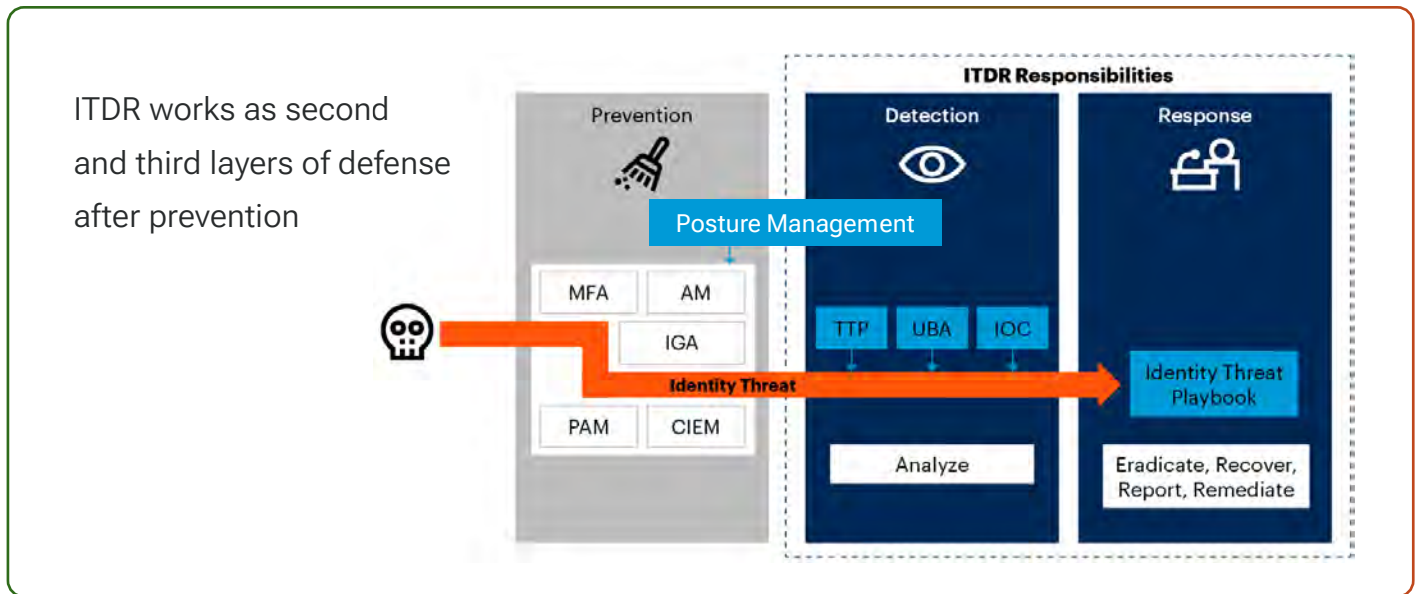 ITDR works as second
and third layers of defense
after prevention
ITDR Responsibilities
Prevention
Detection
Response
Posture Management
MFA
AM
IGA
TTP
UBA
IOC
Identity Threat
Identity Threat
Playbook
PAM
CIEM
Analyze
Eradicate, Recover,
Report, Remediate